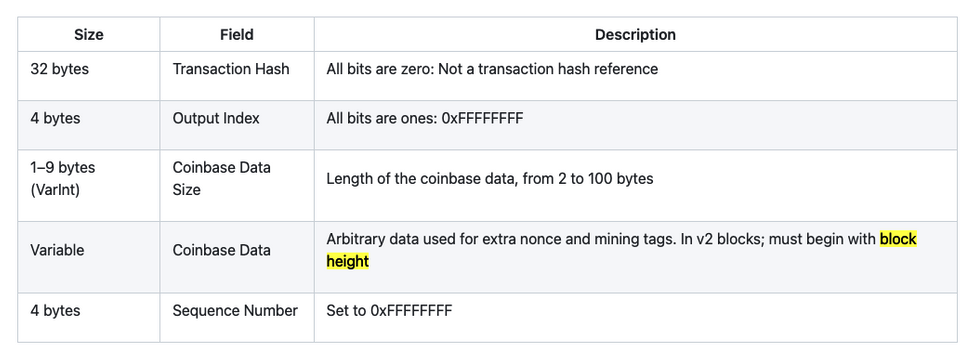 Size Field Description
32 bytes Transaction Hash All bits are zero: Not a transaction hash reference
4 bytes Output Index All bits are ones: 0xFFFFFFFF
1–9 bytes
(VarInt)
Coinbase Data
Size
Length of the coinbase data, from 2 to 100 bytes
Variable
Coinbase Data
Arbitrary data used for extra nonce and mining tags. In v2 blocks; must begin with block
height
4 bytes Sequence Number Set to 0xFFFFFFFF